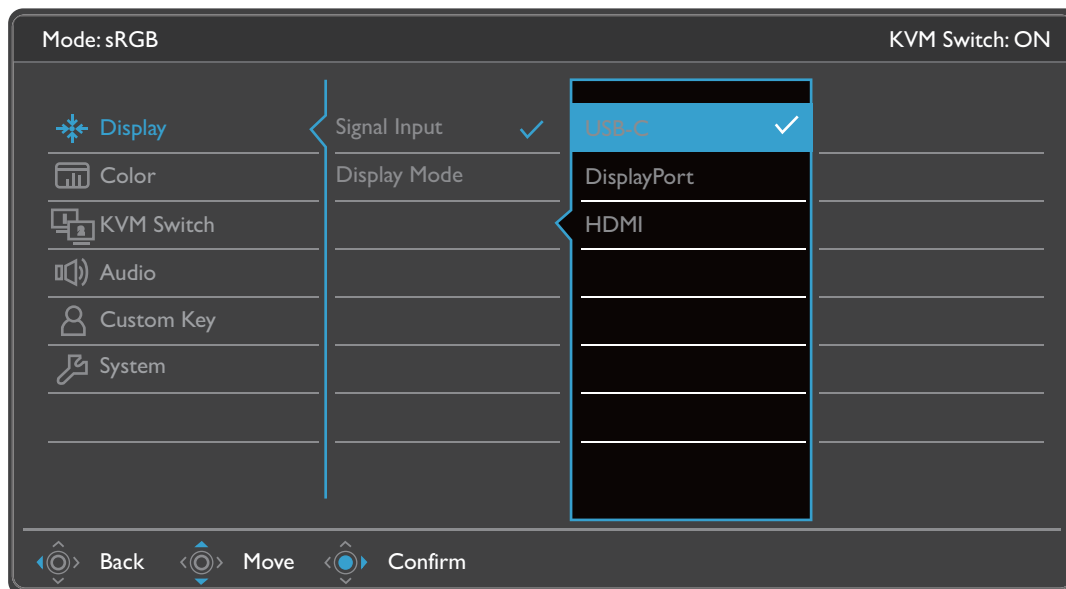 Mode: sRGB KVM Switch: ON
Display Signal Input USB-C
Color Display Mode DisplayPort
KVM Switch HDMI
Audio
Custom Key
System
Back Move Confirm